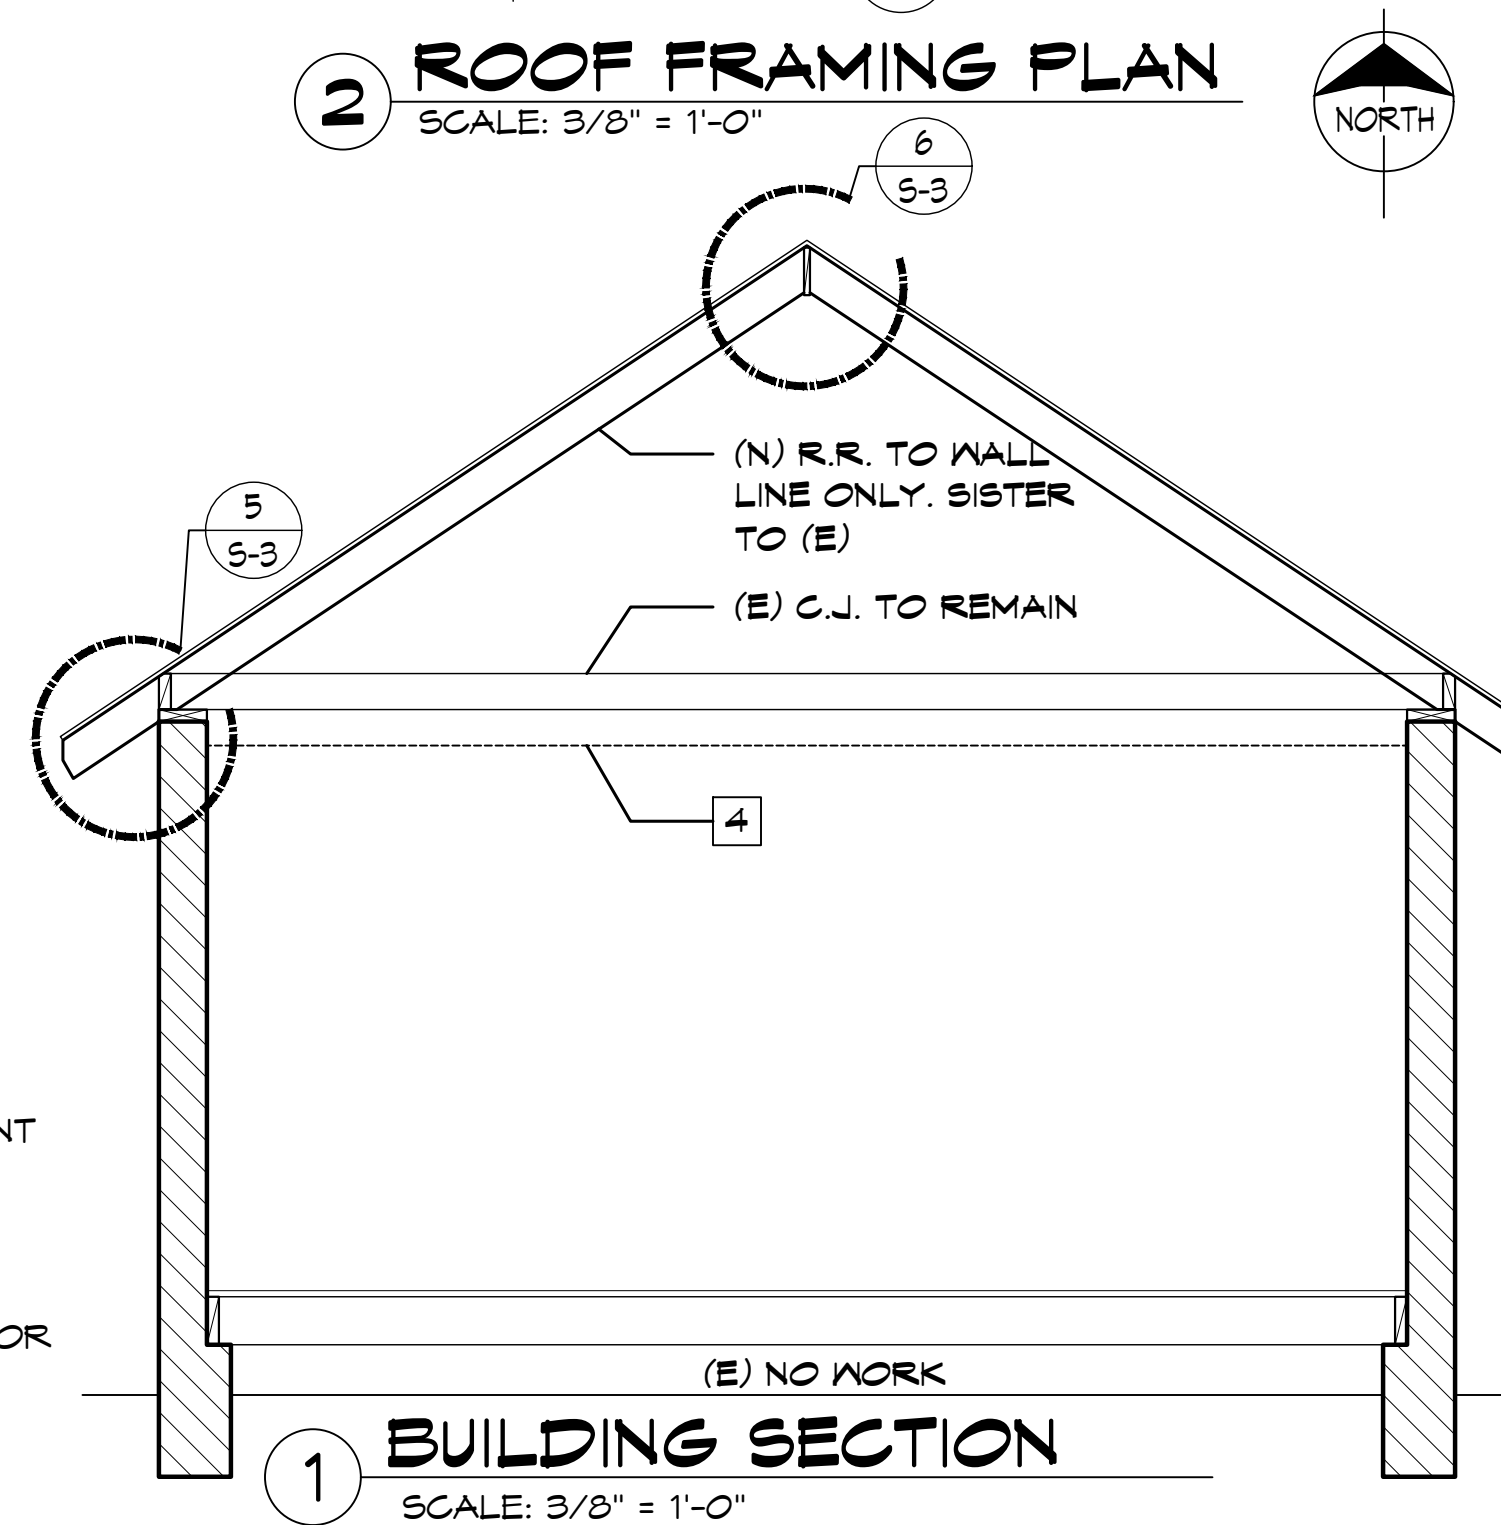 2 ROOF FRAMING PLAN
SCALE: 3/8" = 1'-0"
NORTH
6
S-3
(N) R.R. TO WALL
LINE ONLY. SISTER
TO (E)
5
S-3
(E) C.J. TO REMAIN
4
NT
OR
(E) NO WORK
1 BUILDING SECTION
SCALE: 3/8" = 1'-0"